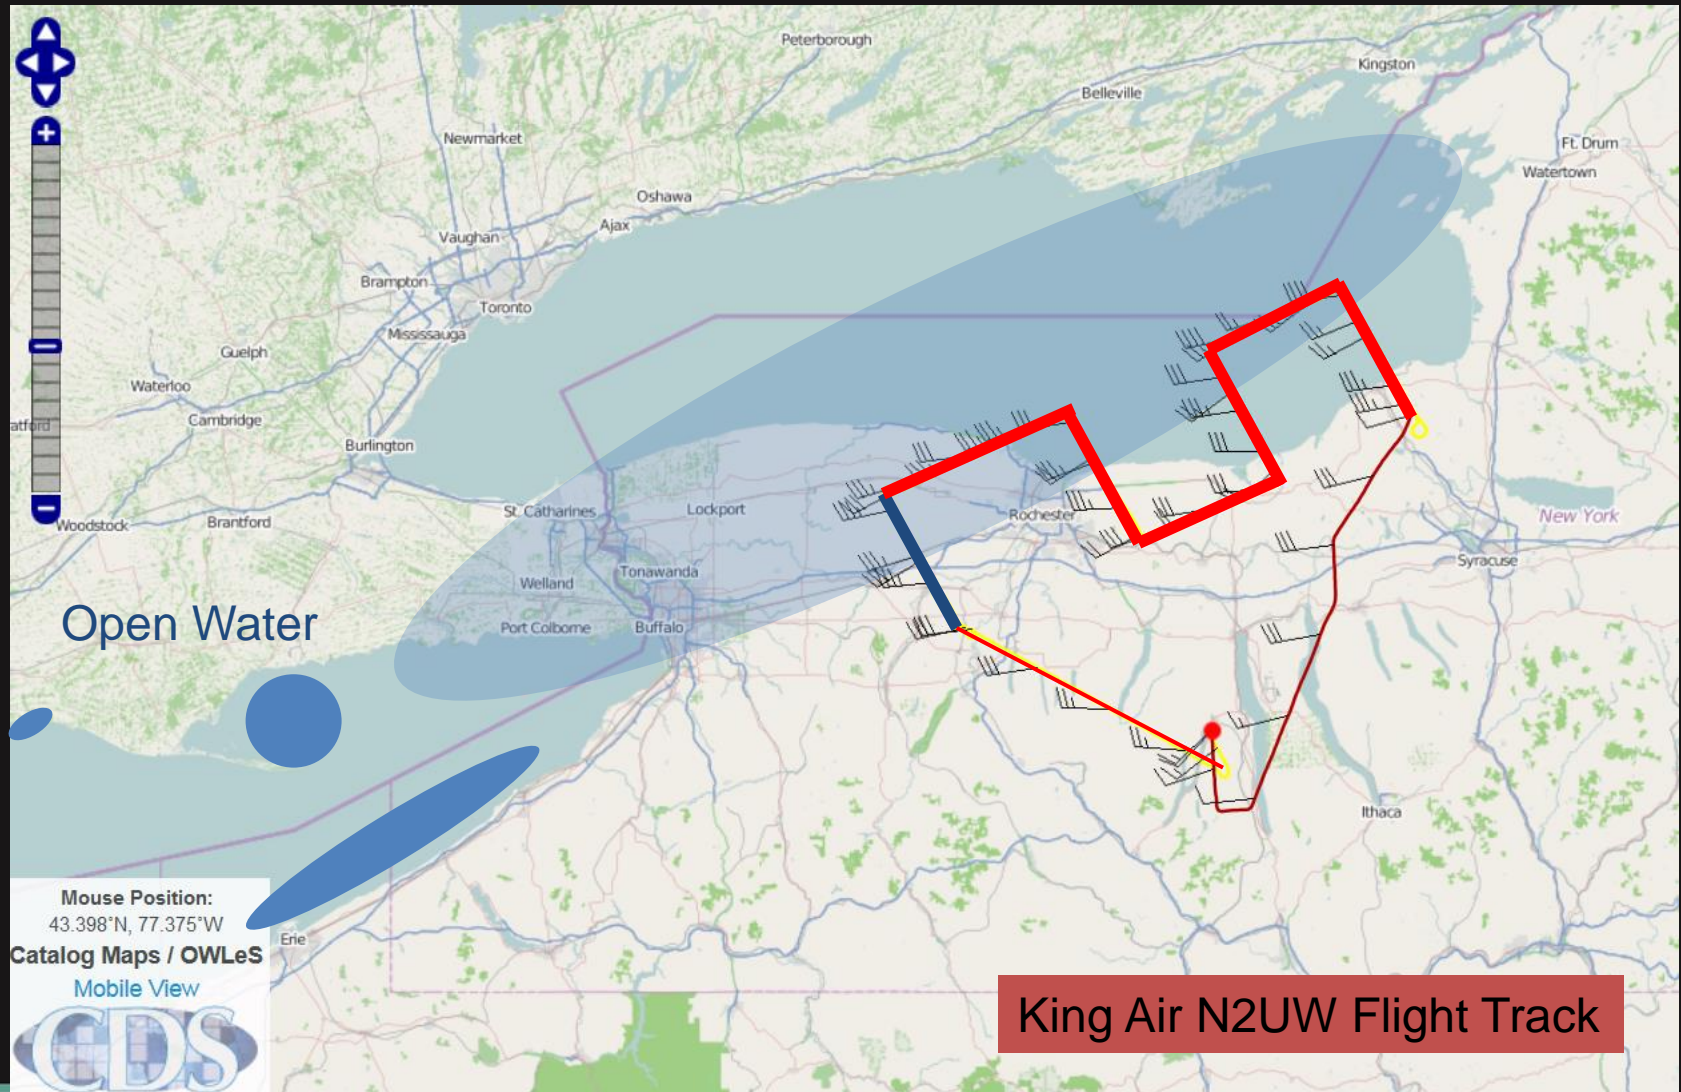 Peterborough
Kingston
Belleville
Newmarket
Ft. Drum
Watertown
Oshawa
Ajax
Vaughan
Brampton
Toronto
Mississauga
Guelph
Waterloo
Cambridge
atford
Burlington
Woodstock
Brantford
St. Catharines
Lockport
Rochester
New York
Syracuse
Welland
Tonawanda
Open Water
Port Colborne
Buffalo
Ithaca
Mouse Position:
43.398°N, 77.375°W
Catalog Maps / OWLeS
Mobile View
CDS
Erie
King Air N2UW Flight Track